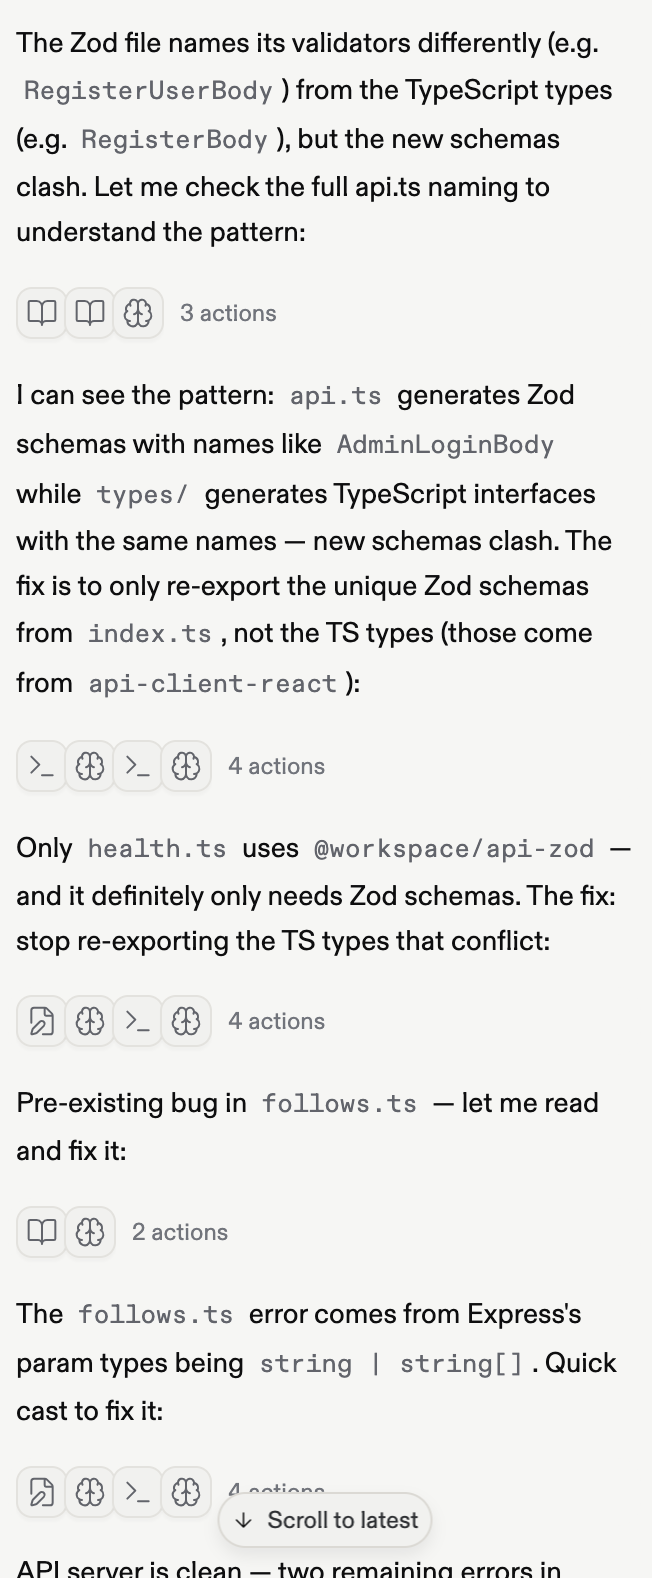 The Zod file names its validators differently (e.g.
RegisterUserBody ) from the TypeScript types
(e.g. RegisterBody ), but the new schemas
clash. Let me check the full api.ts naming to
understand the pattern:
3 actions
I can see the pattern: api.ts generates Zod
schemas with names like AdminLoginBody
while types/ generates TypeScript interfaces
with the same names — new schemas clash. The
fix is to only re-export the unique Zod schemas
from index.ts , not the TS types (those come
from api-client-react ):
4 actions
Only health.ts uses @workspace/api-zod —
and it definitely only needs Zod schemas. The fix:
stop re-exporting the TS types that conflict:
4 actions
Pre-existing bug in follows.ts — let me read
and fix it:
2 actions
The follows.ts error comes from Express's
param types being string | string[] . Quick
cast to fix it:
4 actions
Scroll to latest
API server is clean — two remaining errors in